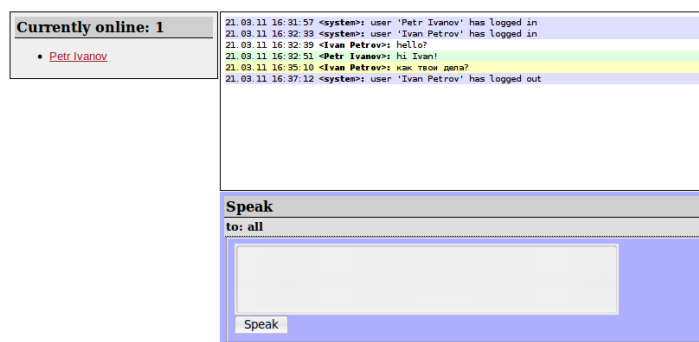 Currently online: 1
Petr Ivanov
21.03.11 16:31:57 <system>: user 'Petr Ivanov' has logged in
21.03.11 16:32:33 <system>: user 'Ivan Petrov' has logged in
21.03.11 16:32:39 <Ivan Petrov>: hello?
21.03.11 16:32:51 <Petr Ivanov>: hi Ivan!
21.03.11 16:35:10 <Ivan Petrov>: как твои дела?
21.03.11 16:37:12 <system>: user 'Ivan Petrov' has logged out
Speak
to: all
Speak